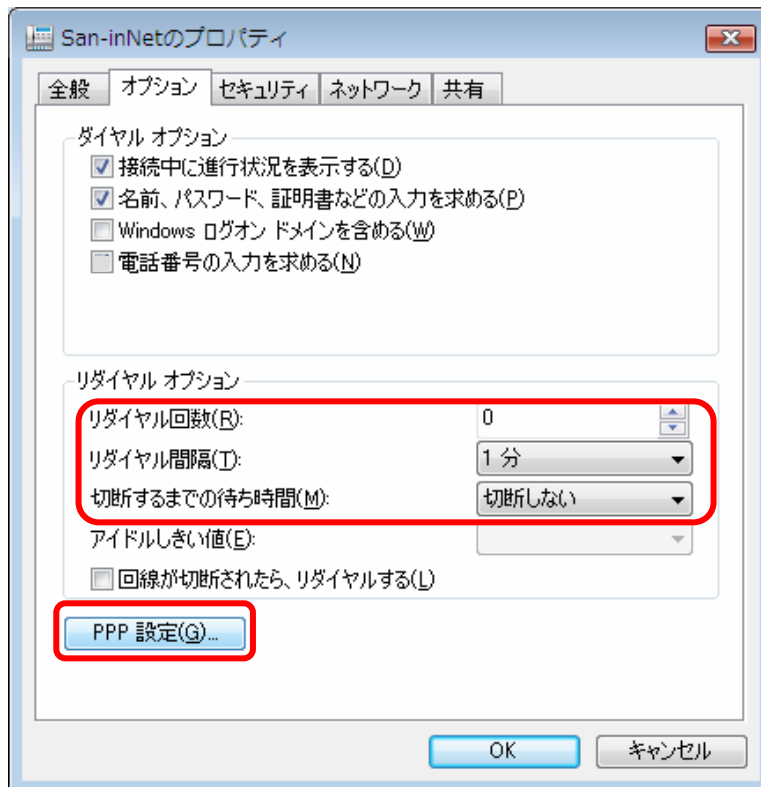 San-inNetのプロパティ
全般 オプション セキュリティ ネットワーク 共有
ダイヤル オプション
接続中に進行状況を表示する(D)
名前、パスワード、証明書などの入力を求める(P)
Windows ログオン ドメインを含める(W)
電話番号の入力を求める(N)
リダイヤル オプション
リダイヤル回数(R): 0
リダイヤル間隔(T): 1 分
切断するまでの待ち時間(M): 切断しない
アイドルしきい値(E):
回線が切断されたら、リダイヤルする(L)
PPP 設定(G)...
OK キャンセル